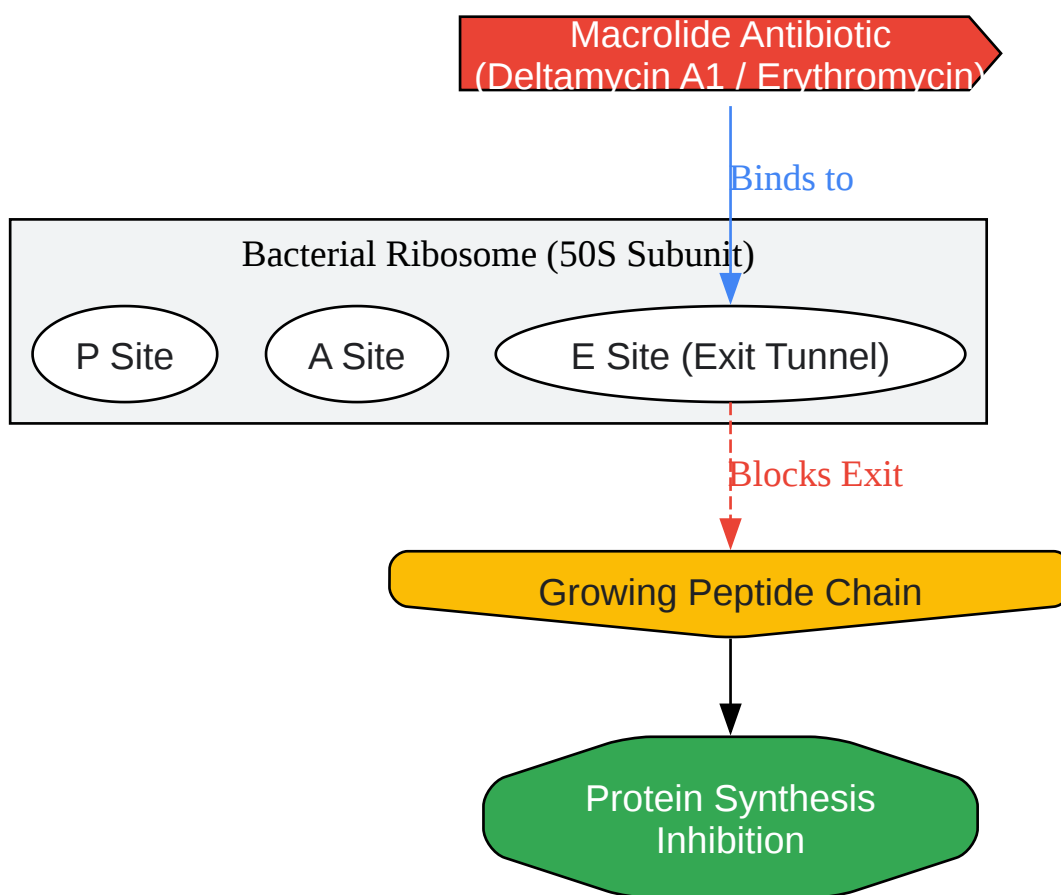 Macrolide Antibiotic
(Deltamycin A1 / Erythromycin)
Binds to
Bacterial Ribosome (50S Subunit)
P Site
A Site
E Site (Exit Tunnel)
Blocks Exit
Growing Peptide Chain
Protein Synthesis
Inhibition